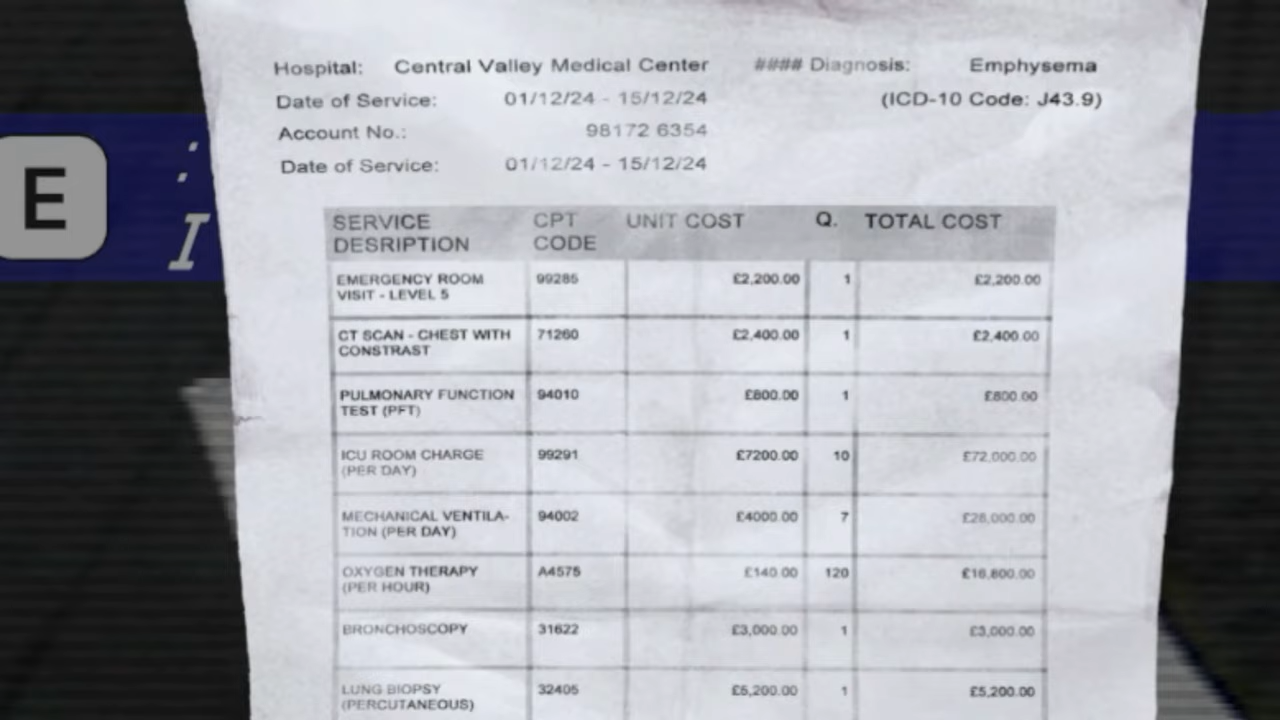 Hospital: Central Valley Medical Center #### Diagnosis: Emphysema
Date of Service: 01/12/24 - 15/12/24 (ICD-10 Code: J43.9)
Account No.: 98172 6354
Date of Service: 01/12/24 - 15/12/24
E
I
SERVICE DESRIPTION CPT CODE UNIT COST Q. TOTAL COST
EMERGENCY ROOM 99285 £2,200.00 1 £2,200.00
VISIT - LEVEL 5
CT SCAN - CHEST WITH 71260 £2,400.00 1 £2,400.00
CONSTRAST
PULMONARY FUNCTION 94010 £800.00 1 £800.00
TEST (PFT)
ICU ROOM CHARGE 99291 £7200.00 10 £72,000.00
(PER DAY)
MECHANICAL VENTILA- 94002 £4000.00 7 £28,000.00
TION (PER DAY)
OXYGEN THERAPY A4575 £140.00 120 £16,800.00
(PER HOUR)
BRONCHOSCOPY 31622 £3,000.00 1 £3,000.00
LUNG BIOPSY 32405 £5,200.00 1 £5,200.00
(PERCUTANEOUS)